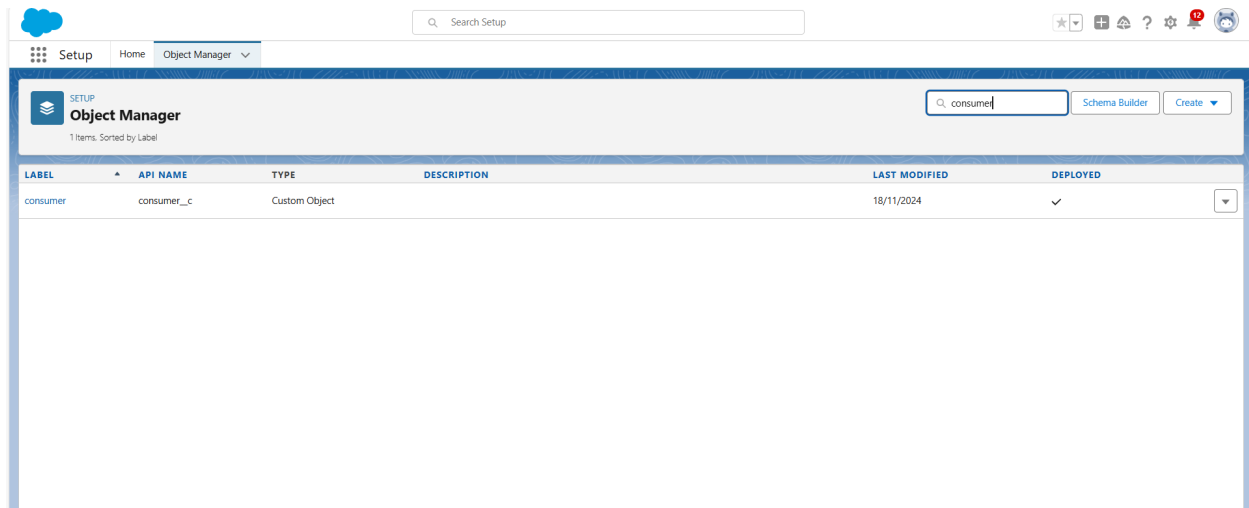 Search Setup
12
Setup
Home
Object Manager
SETUP
Object Manager
1 Items. Sorted by Label
consumer
Schema Builder
Create
LABEL API NAME TYPE DESCRIPTION LAST MODIFIED DEPLOYED
consumer consumer__c Custom Object 18/11/2024